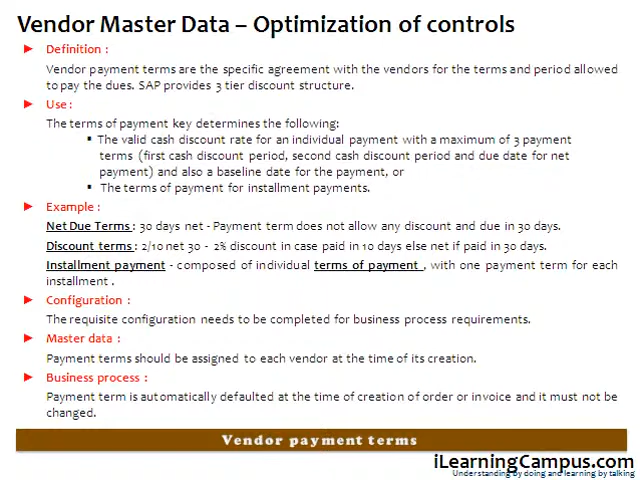 Vendor Master Data – Optimization of controls
► Definition :
Vendor payment terms are the specific agreement with the vendors for the terms and period allowed
to pay the dues. SAP provides 3 tier discount structure.
► Use :
The terms of payment key determines the following:
▪ The valid cash discount rate for an individual payment with a maximum of 3 payment
terms (first cash discount period, second cash discount period and due date for net
payment) and also a baseline date for the payment, or
▪ The terms of payment for installment payments.
► Example :
Net Due Terms : 30 days net - Payment term does not allow any discount and due in 30 days.
Discount terms : 2/10 net 30 - 2% discount in case paid in 10 days else net if paid in 30 days.
Installment payment - composed of individual terms of payment , with one payment term for each
installment .
► Configuration :
The requisite configuration needs to be completed for business process requirements.
► Master data :
Payment terms should be assigned to each vendor at the time of its creation.
► Business process :
Payment term is automatically defaulted at the time of creation of order or invoice and it must not be
changed.
Vendor payment terms
iLearningCampus.com
Understanding by doing and learning by talking